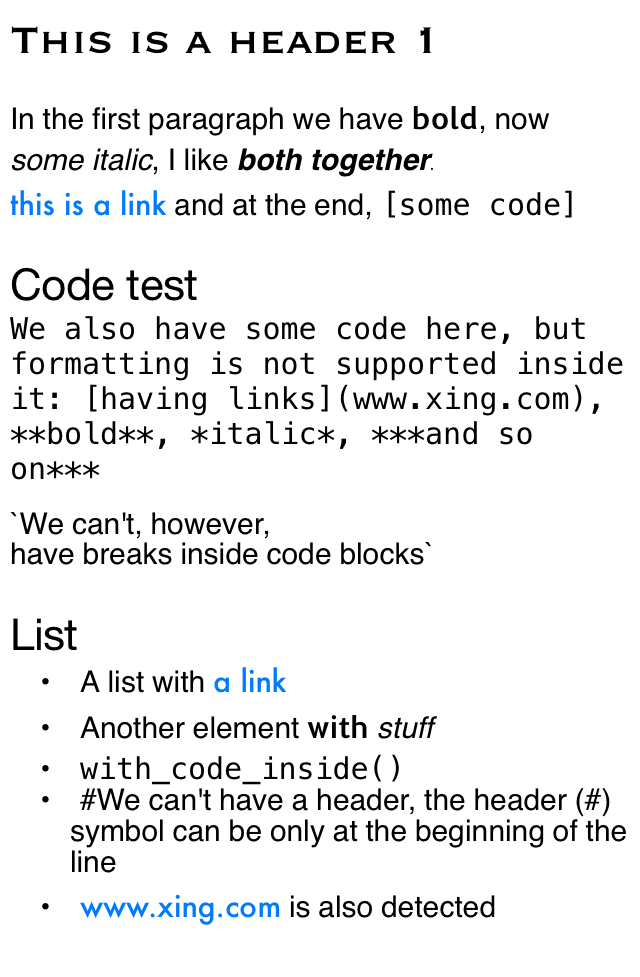 This is a header 1
In the first paragraph we have bold, now
some italic, I like both together.
this is a link and at the end, [some code]
Code test
We also have some code here, but
formatting is not supported inside
it: [having links](www.xing.com),
**bold**, *italic*, ***and so
on***
`We can't, however,
have breaks inside code blocks`
List
• A list with a link
• Another element with stuff
• with_code_inside()
• #We can't have a header, the header (#)
symbol can be only at the beginning of the
line
• www.xing.com is also detected